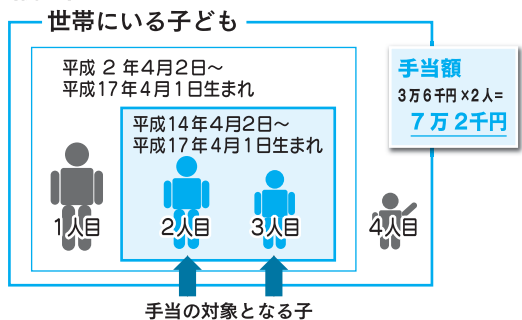 世帯にいる子ども
平成 2 年4月2日〜
平成17年4月1日生まれ
手当額
3万6千円×2人=
7万2千円
平成14年4月2日〜
平成17年4月1日生まれ
1人目
2人目
3人目
4人目
手当の対象となる子